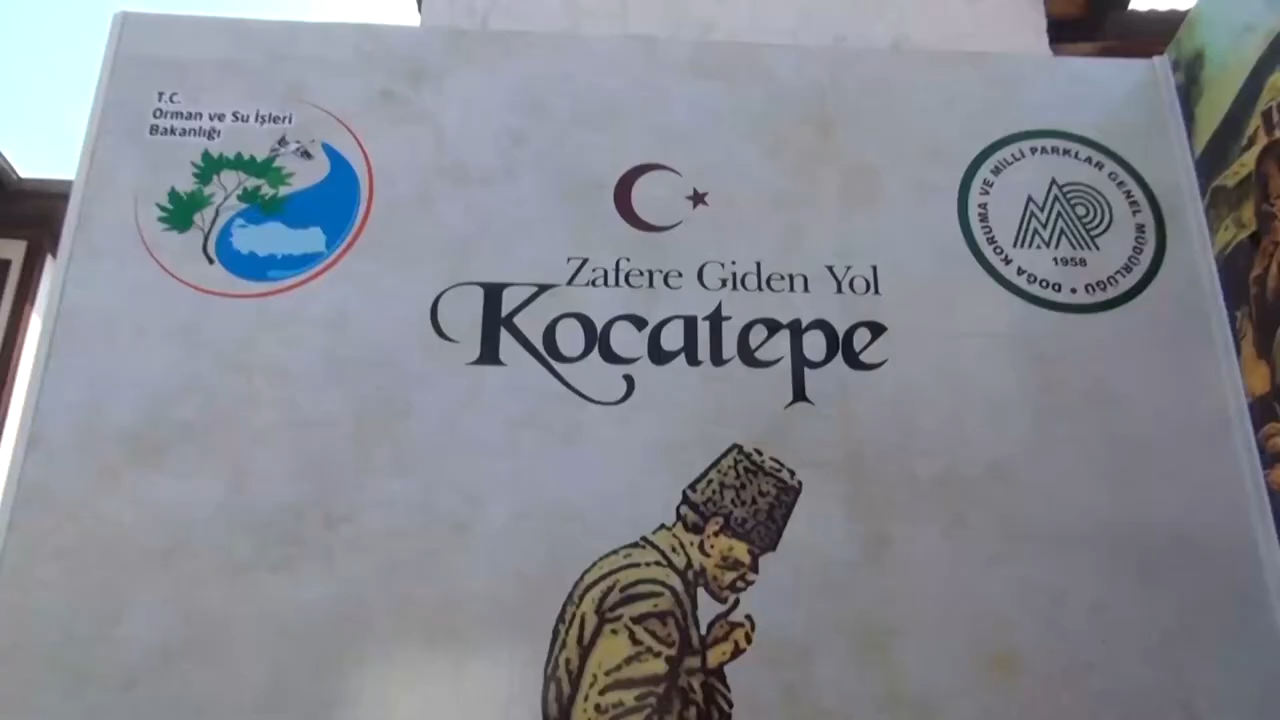 T.C.
Orman ve Su İşleri
Bakanlığı
Zafere Giden Yol
Kocatepe
DOĞA KORUMA VE MİLLİ PARKLAR GENEL MÜDÜRLÜĞÜ •
1958